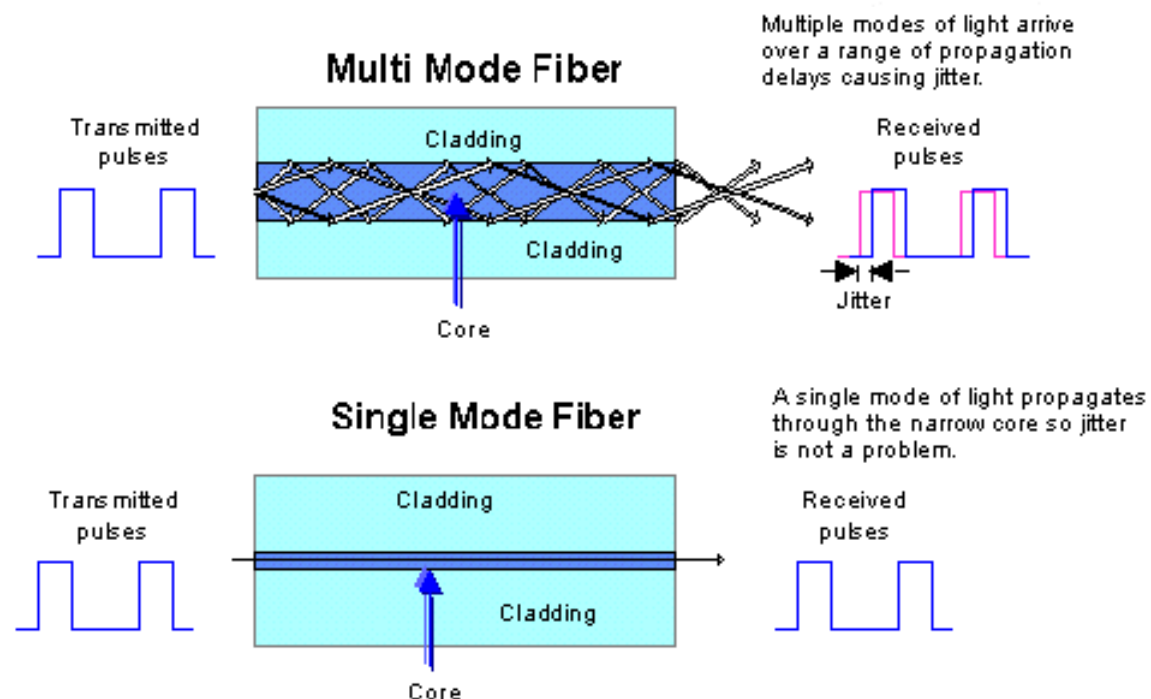 Multiple modes of light arrive
over a range of propagation
delays causing jitter.
Multi Mode Fiber
Transmitted
pulses
Cladding
Received
pulses
Cladding
Jitter
Core
Single Mode Fiber
A single mode of light propagates
through the narrow core so jitter
is not a problem.
Transmitted
pulses
Cladding
Received
pulses
Cladding
Core